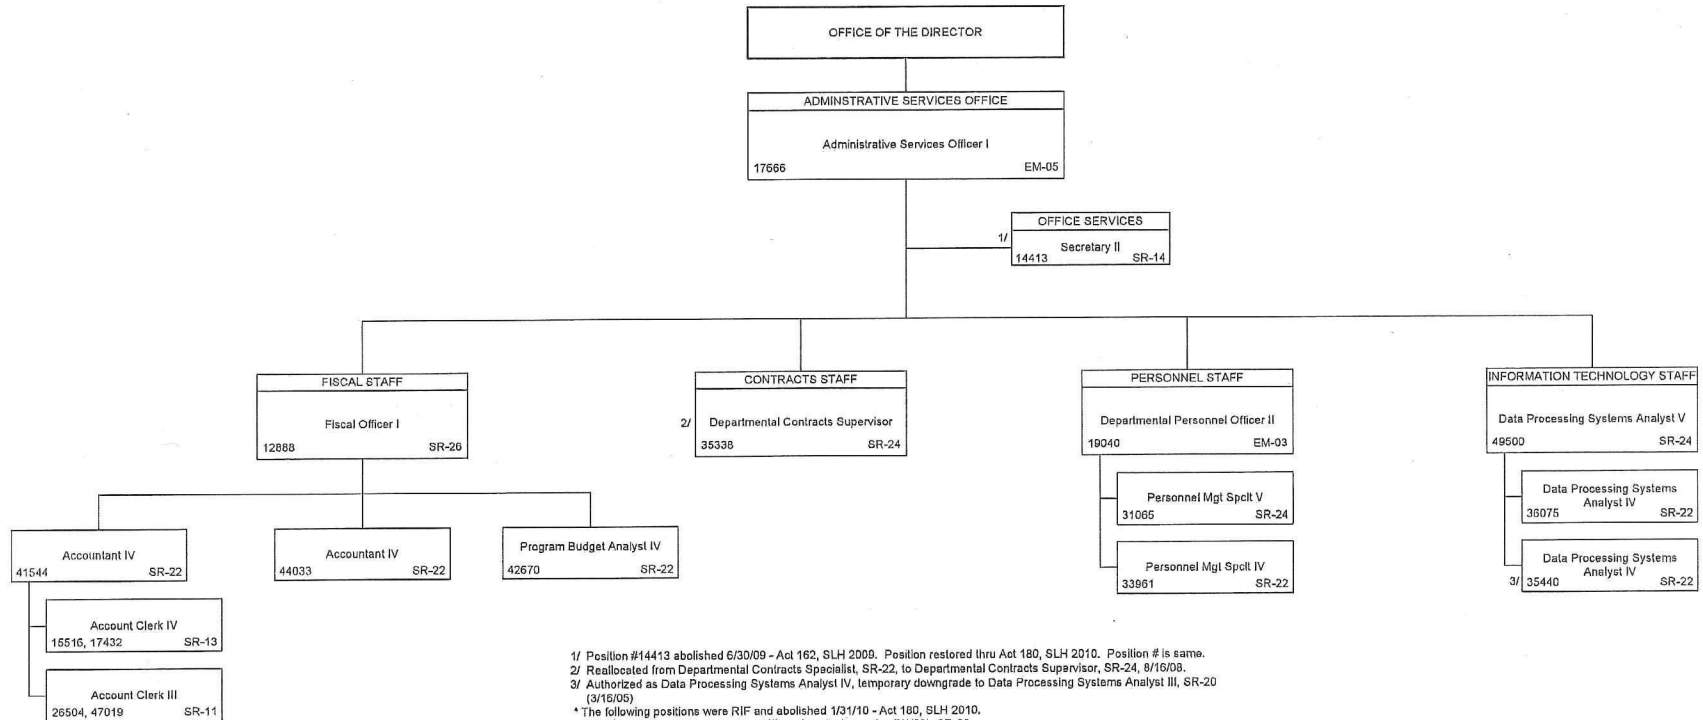 OFFICE OF THE DIRECTOR
ADMINSTRATIVE SERVICES OFFICE
Administrative Services Officer I
17666 EM-05
OFFICE SERVICES
1/
Secretary II
14413 SR-14
FISCAL STAFF
Fiscal Officer I
12888 SR-26
CONTRACTS STAFF
2/ Departmental Contracts Supervisor
35338 SR-24
PERSONNEL STAFF
Departmental Personnel Officer II
19040 EM-03
INFORMATION TECHNOLOGY STAFF
Data Processing Systems Analyst V
49500 SR-24
Personnel Mgt Spclt V
31065 SR-24
Personnel Mgt Spclt IV
33961 SR-22
Data Processing Systems
Analyst IV
36075 SR-22
Data Processing Systems
Analyst IV
3/ 35440 SR-22
Accountant IV
41544 SR-22
Accountant IV
44033 SR-22
Program Budget Analyst IV
42670 SR-22
Account Clerk IV
15516, 17432 SR-13
Account Clerk III
26504, 47019 SR-11
1/ Position #14413 abolished 6/30/09 - Act 162, SLH 2009. Position restored thru Act 180, SLH 2010. Position # is same.
2/ Reallocated from Departmental Contracts Specialist, SR-22, to Departmental Contracts Supervisor, SR-24, 8/16/08.
3/ Authorized as Data Processing Systems Analyst IV, temporary downgrade to Data Processing Systems Analyst III, SR-20
(3/16/05)
* The following positions were RIF and abolished 1/31/10 - Act 180, SLH 2010.